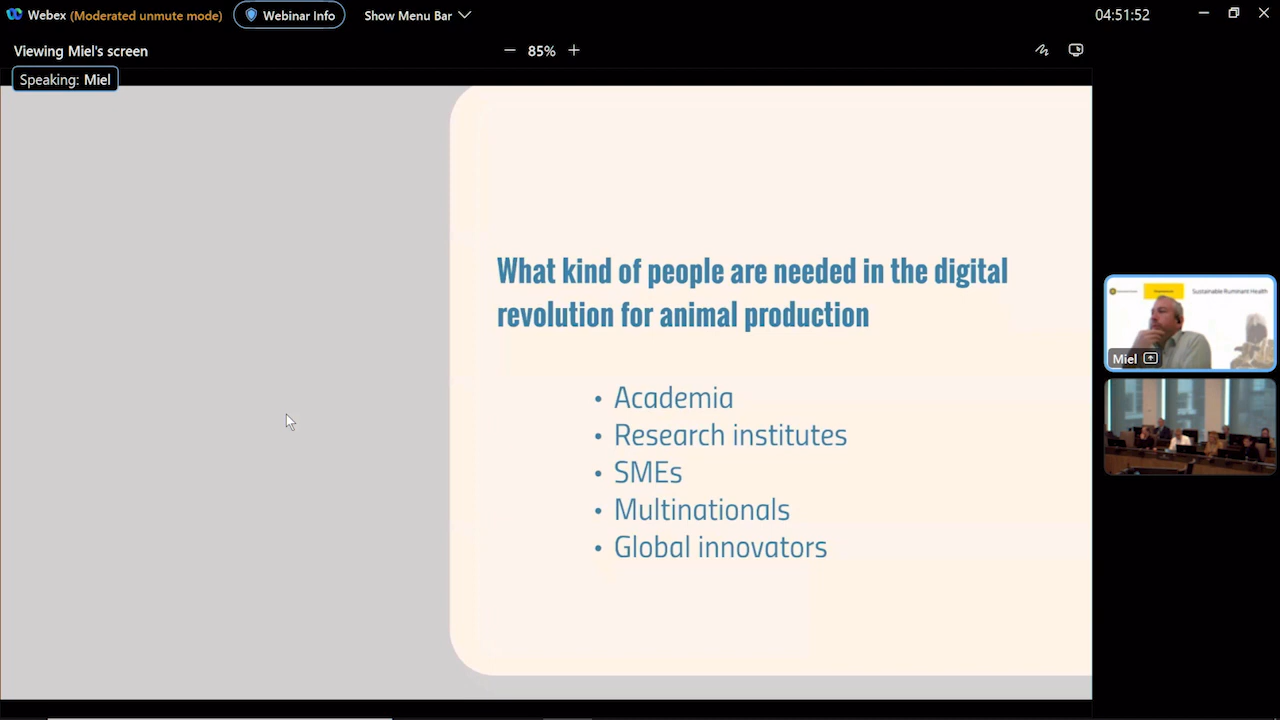 Webex (Moderated unmute mode)
Webinar Info
Show Menu Bar
04:51:52
Viewing Miel's screen
85%
Speaking: Miel
What kind of people are needed in the digital
revolution for animal production
• Academia
• Research institutes
• SMEs
• Multinationals
• Global innovators
Sustainable Ruminant Health
Miel